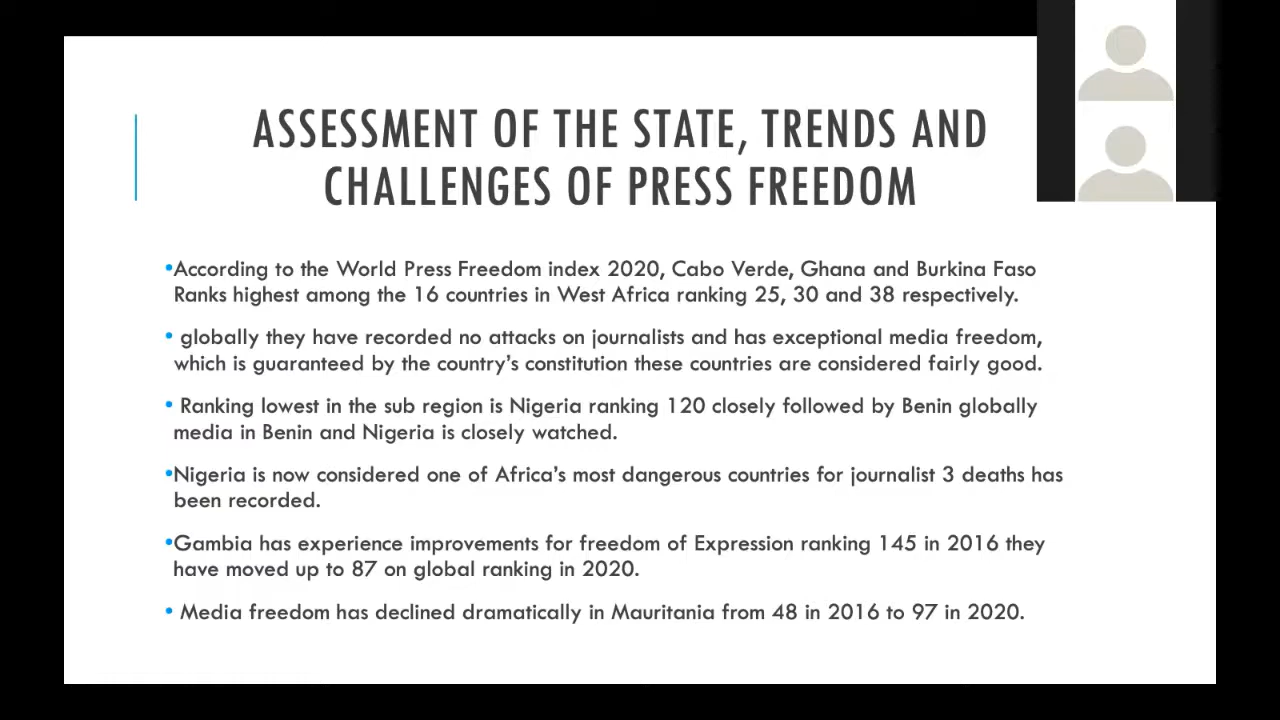 ASSESSMENT OF THE STATE, TRENDS AND
CHALLENGES OF PRESS FREEDOM
•According to the World Press Freedom index 2020, Cabo Verde, Ghana and Burkina Faso
Ranks highest among the 16 countries in West Africa ranking 25, 30 and 38 respectively.
• globally they have recorded no attacks on journalists and has exceptional media freedom,
which is guaranteed by the country's constitution these countries are considered fairly good.
• Ranking lowest in the sub region is Nigeria ranking 120 closely followed by Benin globally
media in Benin and Nigeria is closely watched.
•Nigeria is now considered one of Africa's most dangerous countries for journalist 3 deaths has
been recorded.
•Gambia has experience improvements for freedom of Expression ranking 145 in 2016 they
have moved up to 87 on global ranking in 2020.
• Media freedom has declined dramatically in Mauritania from 48 in 2016 to 97 in 2020.